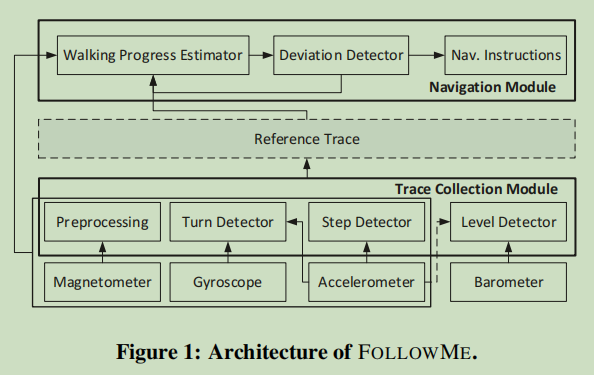 Walking Progress Estimator
Deviation Detector
Nav. Instructions
Navigation Module
Reference Trace
Trace Collection Module
Preprocessing
Turn Detector
Step Detector
Level Detector
Magnetometer
Gyroscope
Accelerometer
Barometer
Figure 1: Architecture of FOLLOWME.